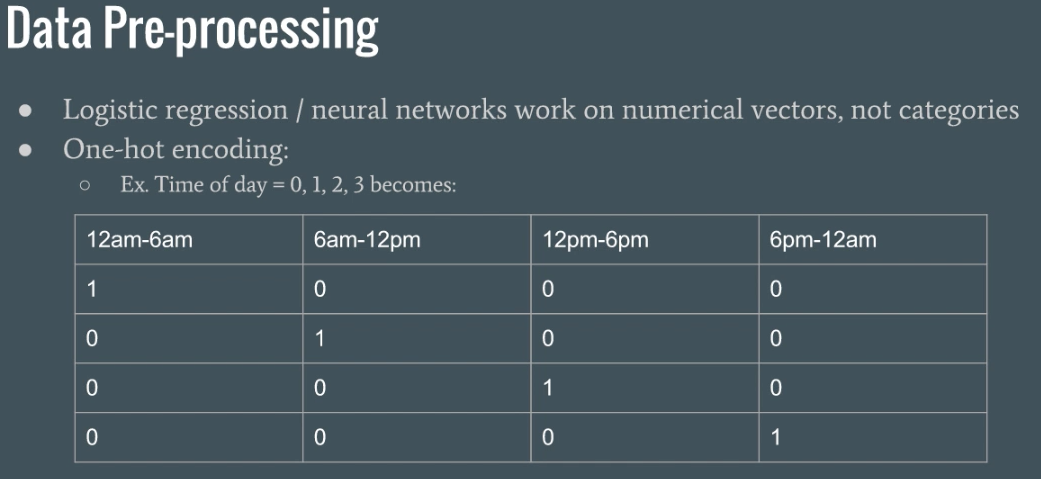 Data Pre-processing
● Logistic regression / neural networks work on numerical vectors, not categories
● One-hot encoding:
○ Ex. Time of day = 0, 1, 2, 3 becomes:
12am-6am 6am-12pm 12pm-6pm 6pm-12am
1 0 0 0
0 1 0 0
0 0 1 0
0 0 0 1